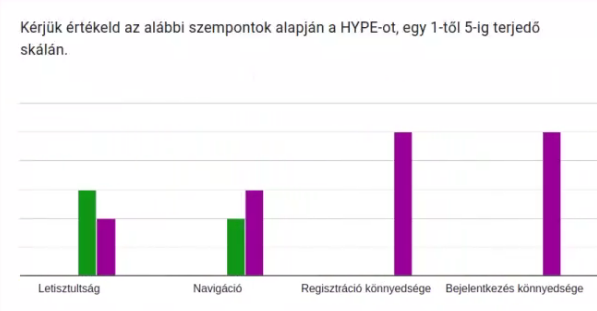 Kérjük értékeld az alábbi szempontok alapján a HYPE-ot, egy 1-től 5-ig terjedő
skálán.
Letisztultság Navigáció Regisztráció könnyedsége Bejelentkezés könnyedsége